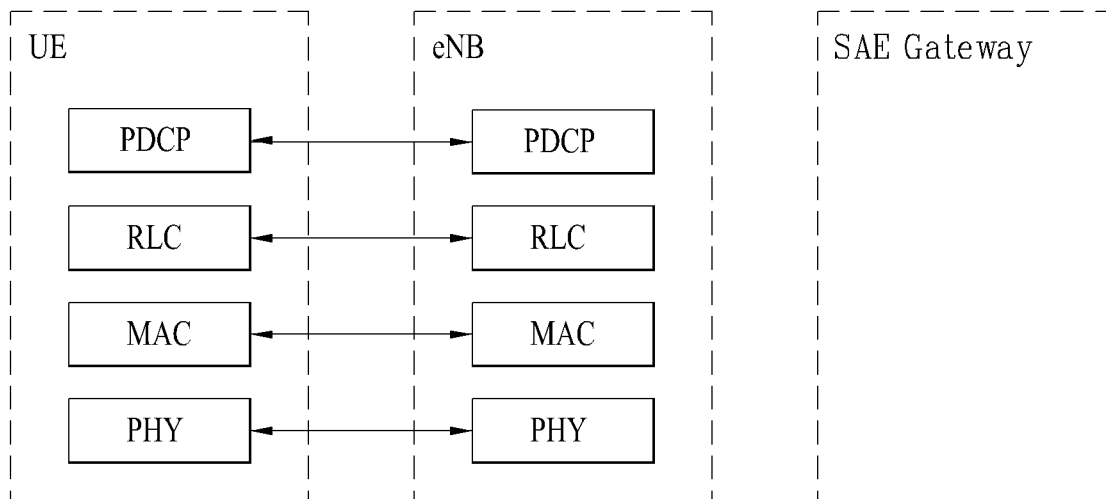 UE eNB SAE Gateway
PDCP PDCP
RLC RLC
MAC MAC
PHY PHY